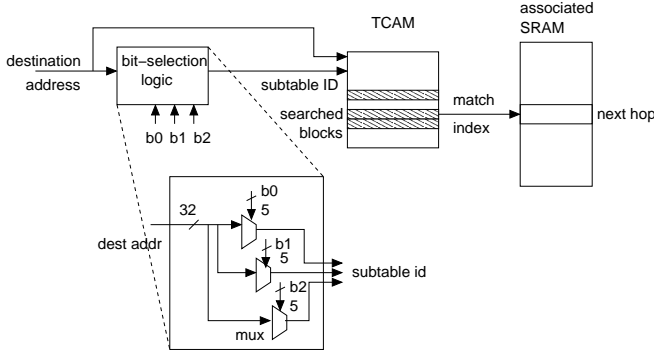 associated
TCAM
SRAM
destination
address
bit−selection
logic
subtable ID
searched
blocks
match
index
next hop
b0 b1 b2
b0
32
5
dest addr
b1
5
subtable id
b2
5
mux